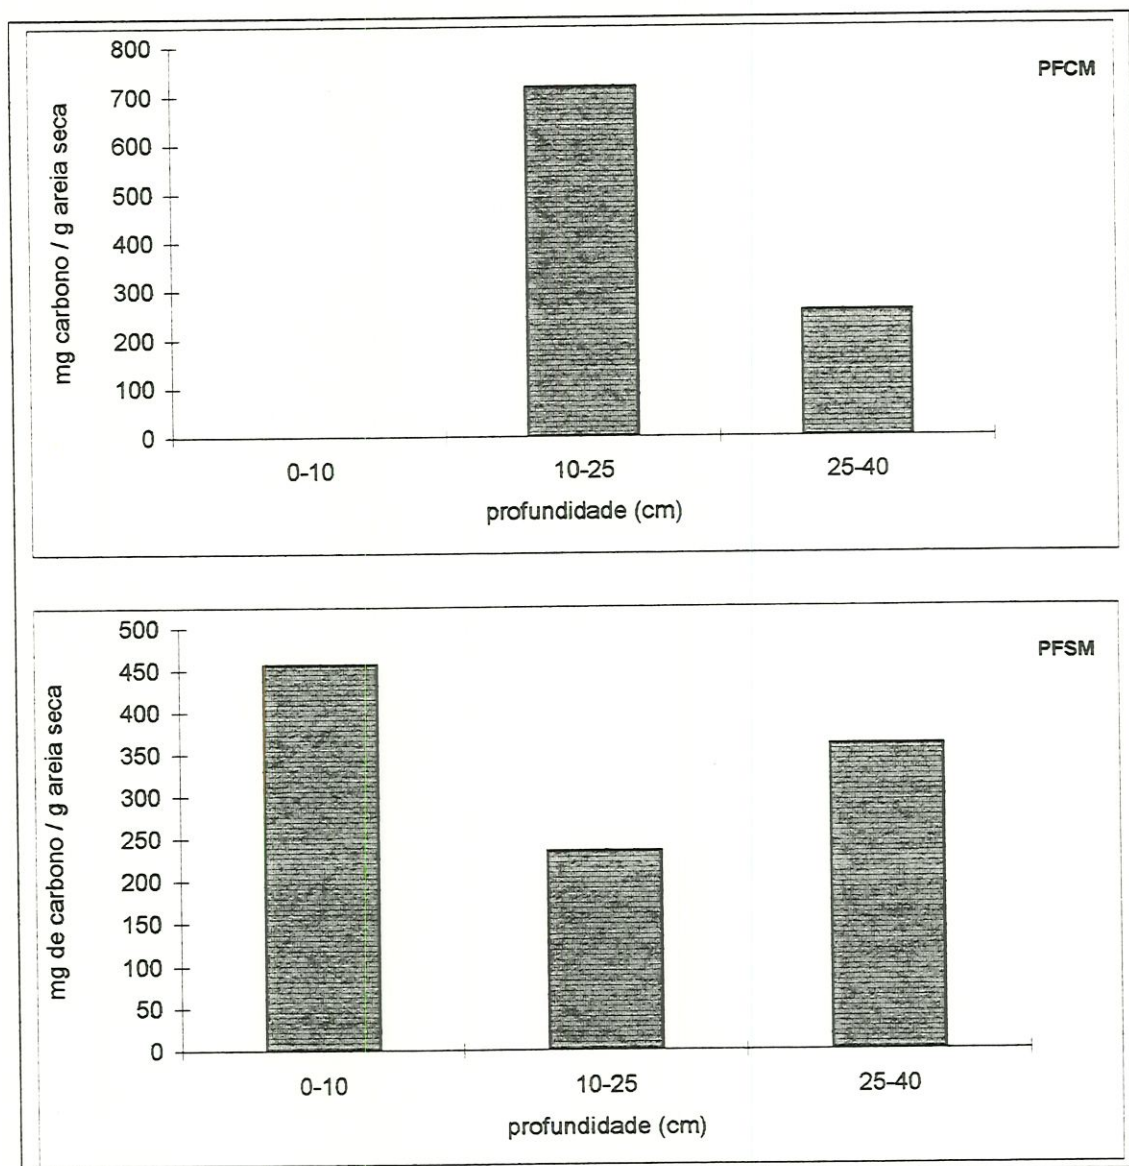 PFCM
mg carbono / g areia seca
800
700
600
500
400
300
200
100
0
0-10 10-25 25-40
profundidade (cm)
PFSM
mg de carbono / g areia seca
500
450
400
350
300
250
200
150
100
50
0
0-10 10-25 25-40
profundidade (cm)